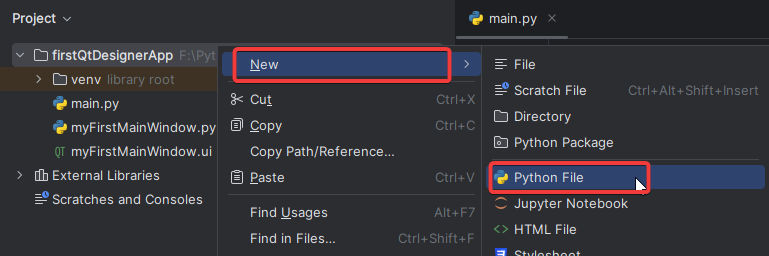 Project
main.py
firstQtDesignerApp F:\Pyt
venv library root
main.py
myFirstMainWindow.py
QT myFirstMainWindow.ui
External Libraries
Scratches and Consoles
New
Cut Ctrl+X
Copy Ctrl+C
Copy Path/Reference...
Paste Ctrl+V
Find Usages Alt+F7
Find in Files... Ctrl+Shift+F
File
Scratch File Ctrl+Alt+Shift+Insert
Directory
Python Package
Python File
Jupyter Notebook
HTML File
Stylesheet